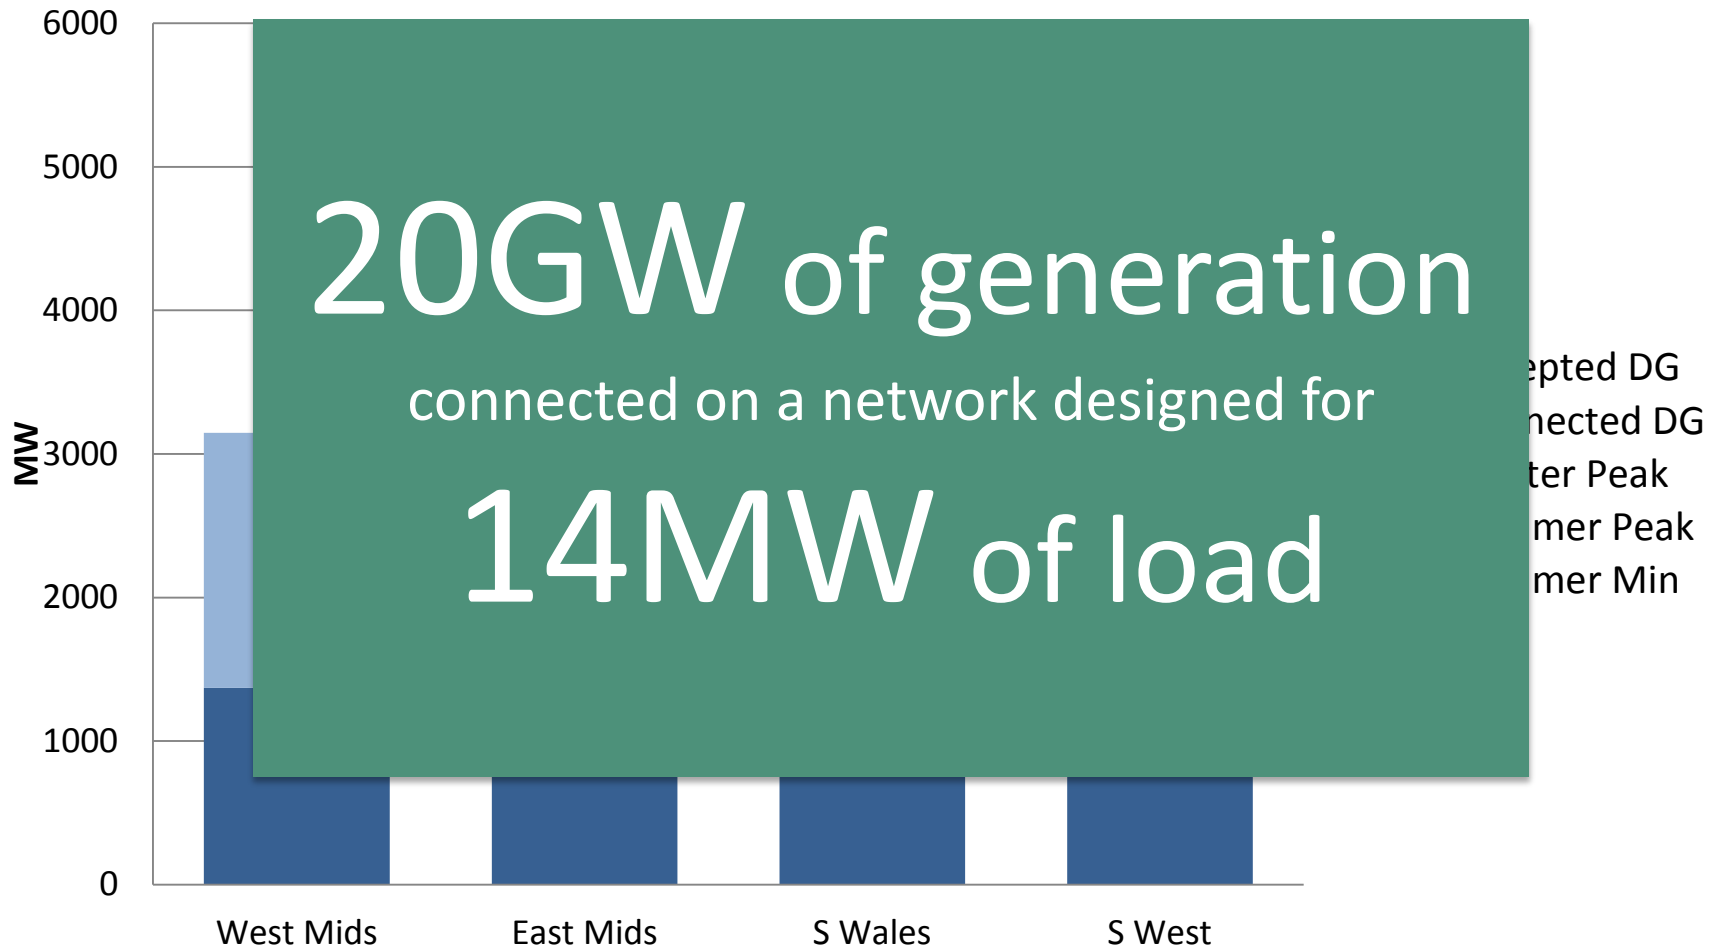 6000
5000
4000
3000
2000
1000
0
MW
20GW of generation
connected on a network designed for
14MW of load
epted DG
nected DG
ter Peak
mer Peak
mer Min
West Mids
East Mids
S Wales
S West